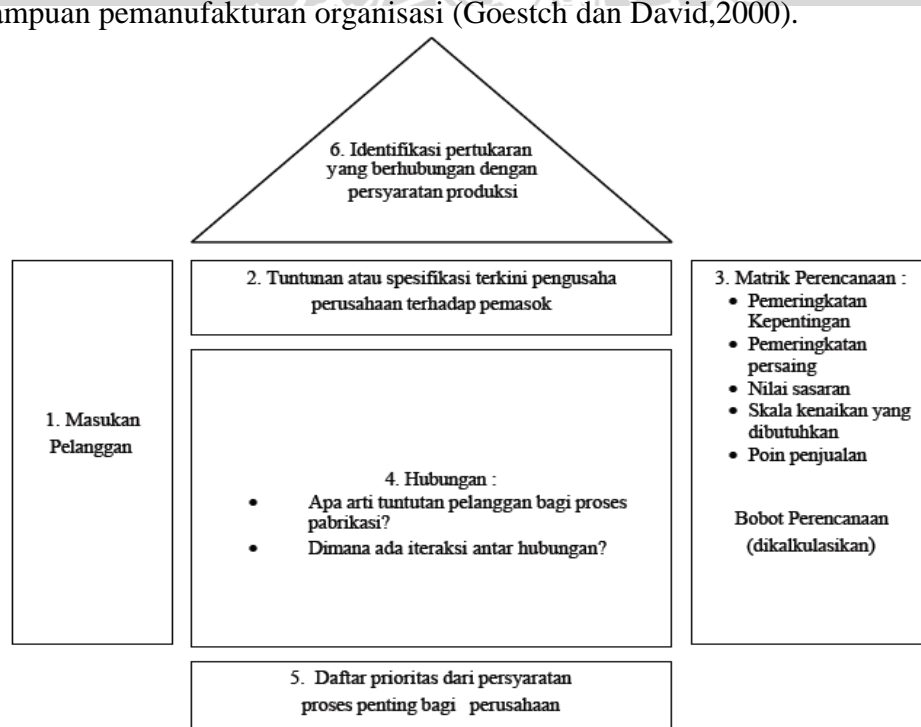 ampuan pemanufakturan organisasi (Goestch dan David,2000).
6. Identifikasi pertukaran
yang berhubungan dengan
persyaratan produksi
2. Tuntunan atau spesifikasi terkini pengusaha
perusahaan terhadap pemasok
1. Masukan
Pelanggan
4. Hubungan :
• Apa arti tuntutan pelanggan bagi proses
pabrikasi?
• Dimana ada iteraksi antar hubungan?
3. Matrik Perencanaan :
• Pemeringkatan
Kepentingan
• Pemeringkatan
persaing
• Nilai sasaran
• Skala kenaikan yang
dibutuhkan
• Poin penjualan
Bobot Perencanaan
(dikalkulasikan)
5. Daftar prioritas dari persyaratan
proses penting bagi perusahaan